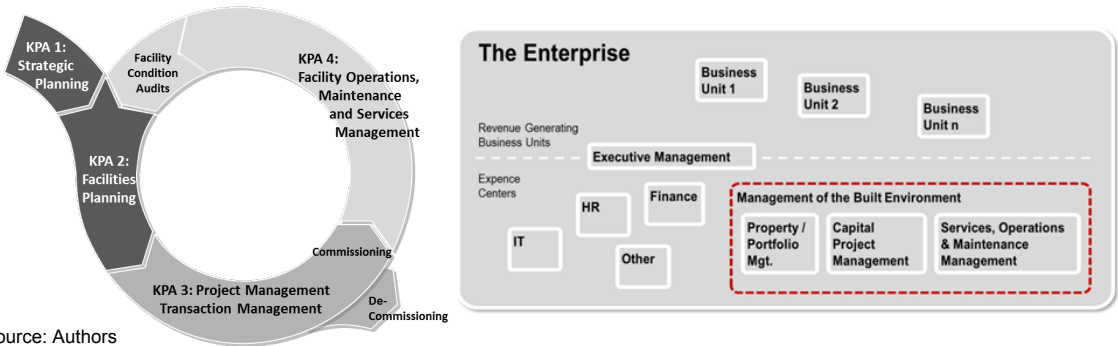 KPA 1:
Strategic
Planning
Facility
Condition
Audits
KPA 4:
Facility Operations,
Maintenance
and Services
Management
KPA 2:
Facilities
Planning
Commissioning
KPA 3: Project Management
Transaction Management
De-
Commissioning
ource: Authors
The Enterprise
Business
Unit 1
Business
Unit 2
Business
Unit n
Revenue Generating
Business Units
Executive Management
Expence
Centers
HR
Finance
IT
Other
Management of the Built Environment
Property /
Portfolio
Mgt.
Capital
Project
Management
Services, Operations
& Maintenance
Management